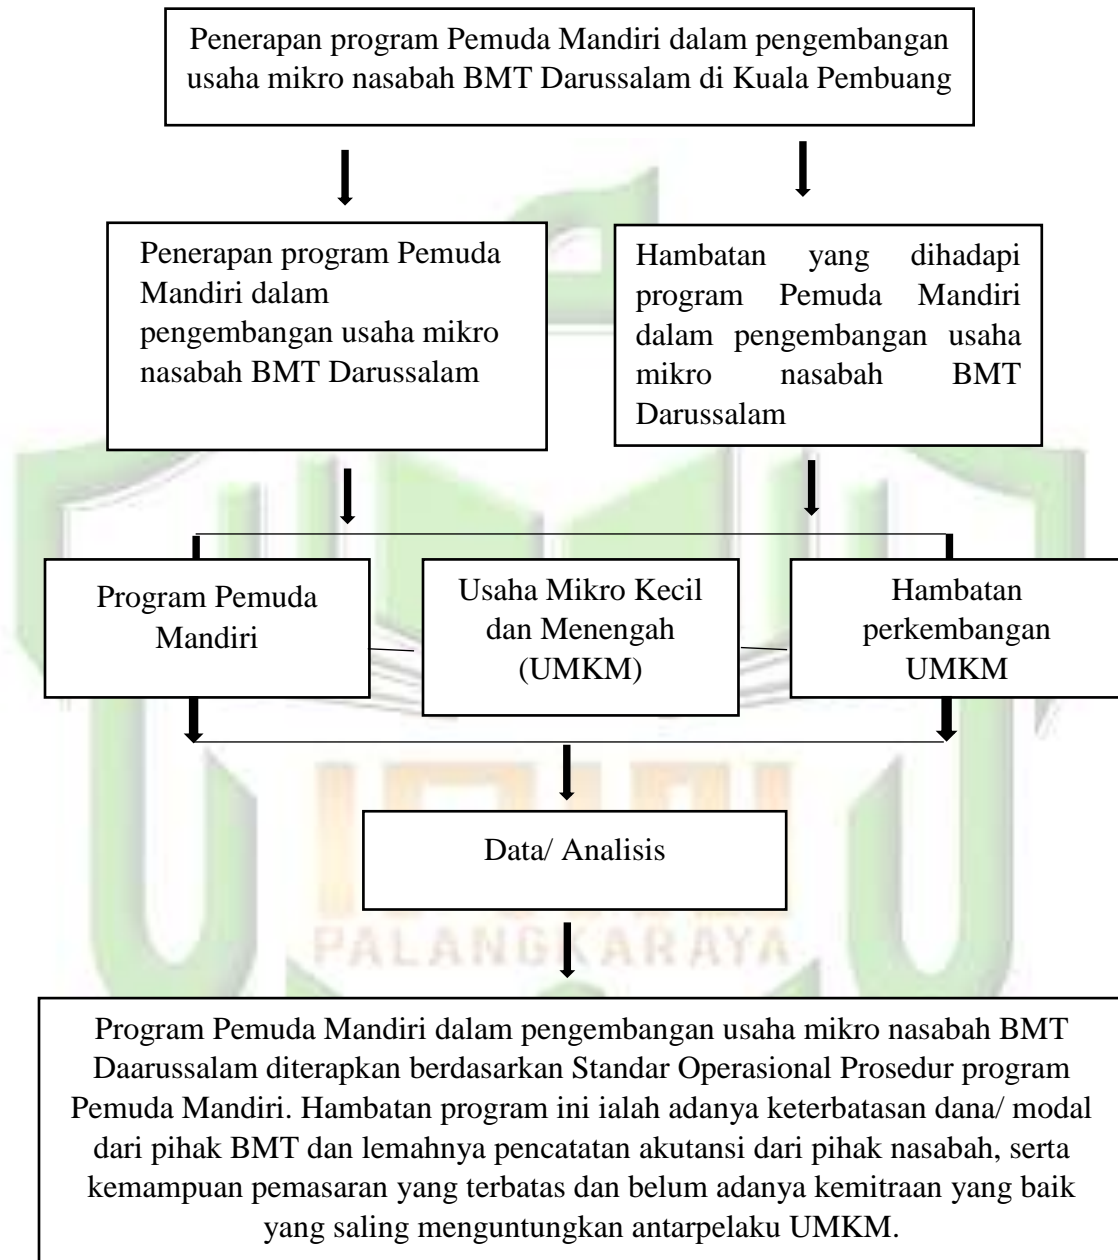 Penerapan program Pemuda Mandiri dalam pengembangan
usaha mikro nasabah BMT Darussalam di Kuala Pembuang
Penerapan program Pemuda
Mandiri dalam
pengembangan usaha mikro
nasabah BMT Darussalam
Hambatan yang dihadapi
program Pemuda Mandiri
dalam pengembangan usaha
mikro nasabah BMT
Darussalam
Program Pemuda
Mandiri
Usaha Mikro Kecil
dan Menengah
(UMKM)
Hambatan
perkembangan
UMKM
Data/ Analisis
PALANGKARAYA
Program Pemuda Mandiri dalam pengembangan usaha mikro nasabah BMT
Daarussalam diterapkan berdasarkan Standar Operasional Prosedur program
Pemuda Mandiri. Hambatan program ini ialah adanya keterbatasan dana/ modal
dari pihak BMT dan lemahnya pencatatan akutansi dari pihak nasabah, serta
kemampuan pemasaran yang terbatas dan belum adanya kemitraan yang baik
yang saling menguntungkan antarpelaku UMKM.